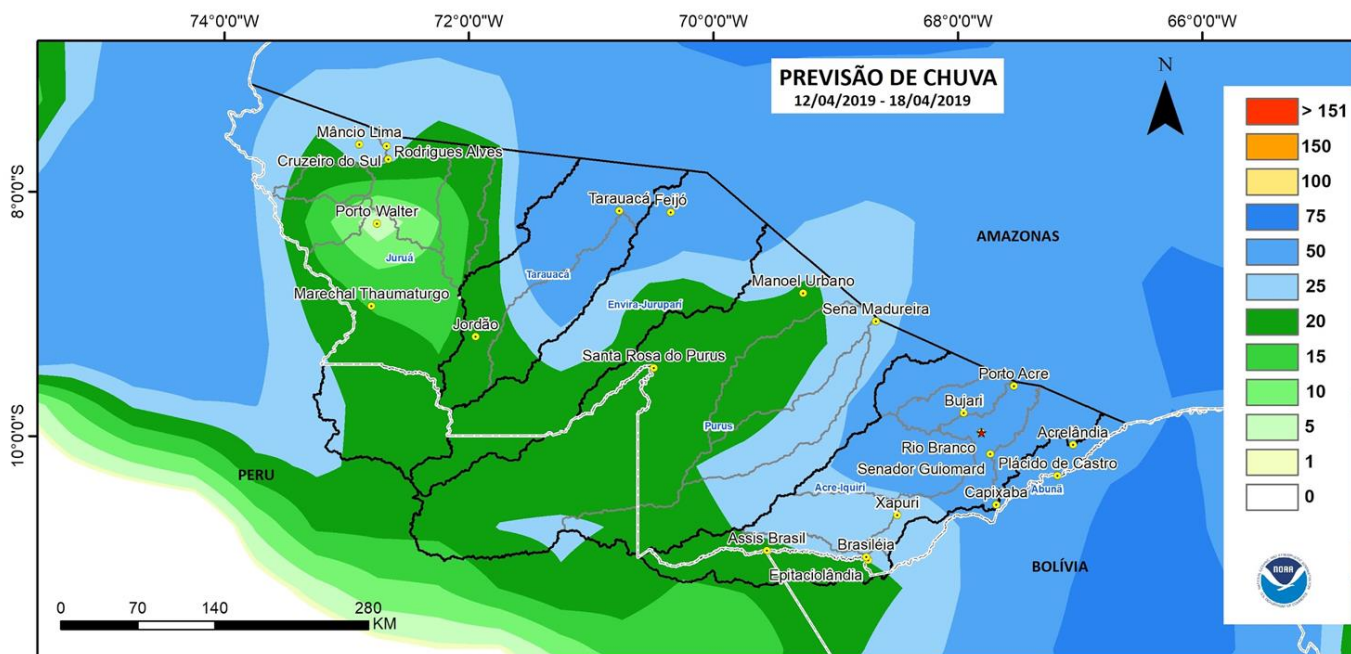 74°0'0"W 72°0'0"W 70°0'0"W 68°0'0"W 66°0'0"W
PREVISÃO DE CHUVA
12/04/2019 - 18/04/2019
N
> 151
150
100
75
50
25
20
15
10
5
1
0
8°0'0"S
10°0'0"S
Mâncio Lima
Rodrigues Alves
Cruzeiro do Sul
Porto Walter
Juruá
Marechal Thaumaturgo
Jordão
Tarauacá
Feijó
Tarauacá
Envira-Jurupari
AMAZONAS
Manoel Urbano
Sena Madureira
Santa Rosa do Purus
Purus
Porto Acre
Bujari
Rio Branco
Acrelândia
Senador Guiomard
Plácido de Castro
Acre-Iquiri
Abunã
Capixaba
Xapuri
PERU
Assis Brasil
Brasiléia
Epitaciolândia
BOLÍVIA
NOAA
0 70 140 280
KM